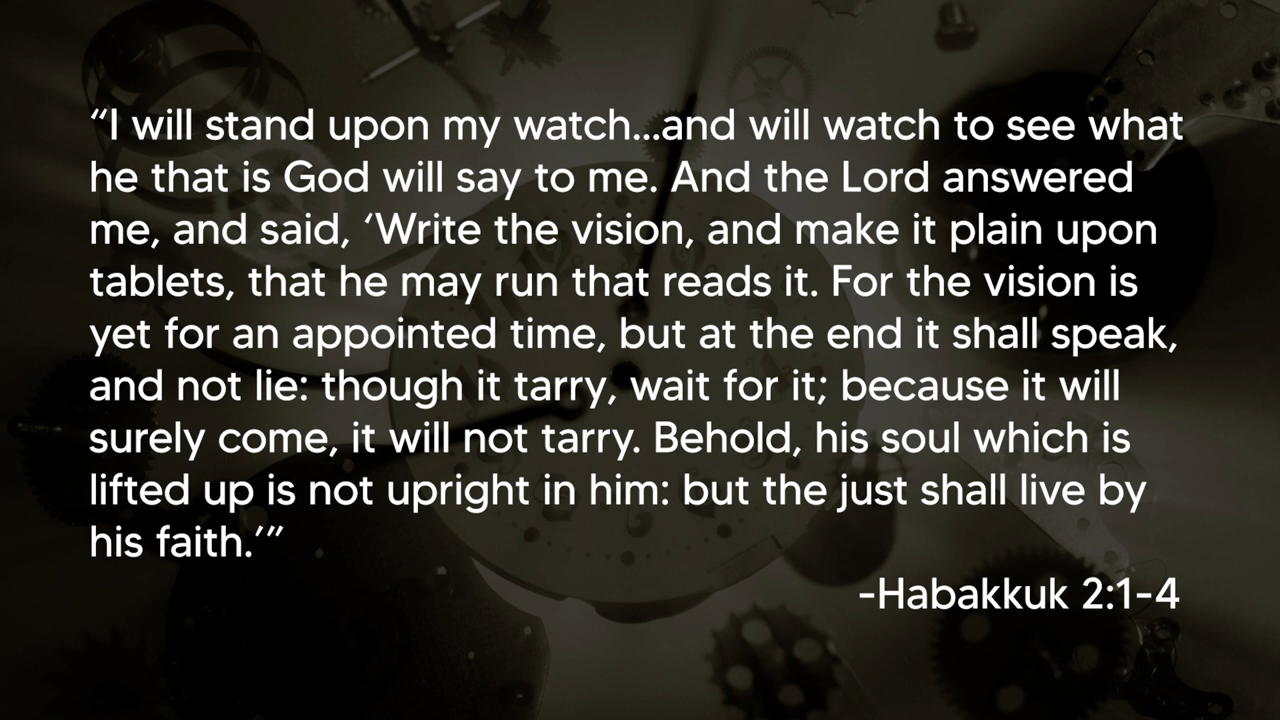 “I will stand upon my watch...and will watch to see what
he that is God will say to me. And the Lord answered
me, and said, ‘Write the vision, and make it plain upon
tablets, that he may run that reads it. For the vision is
yet for an appointed time, but at the end it shall speak,
and not lie: though it tarry, wait for it; because it will
surely come, it will not tarry. Behold, his soul which is
lifted up is not upright in him: but the just shall live by
his faith.’”
-Habakkuk 2:1-4